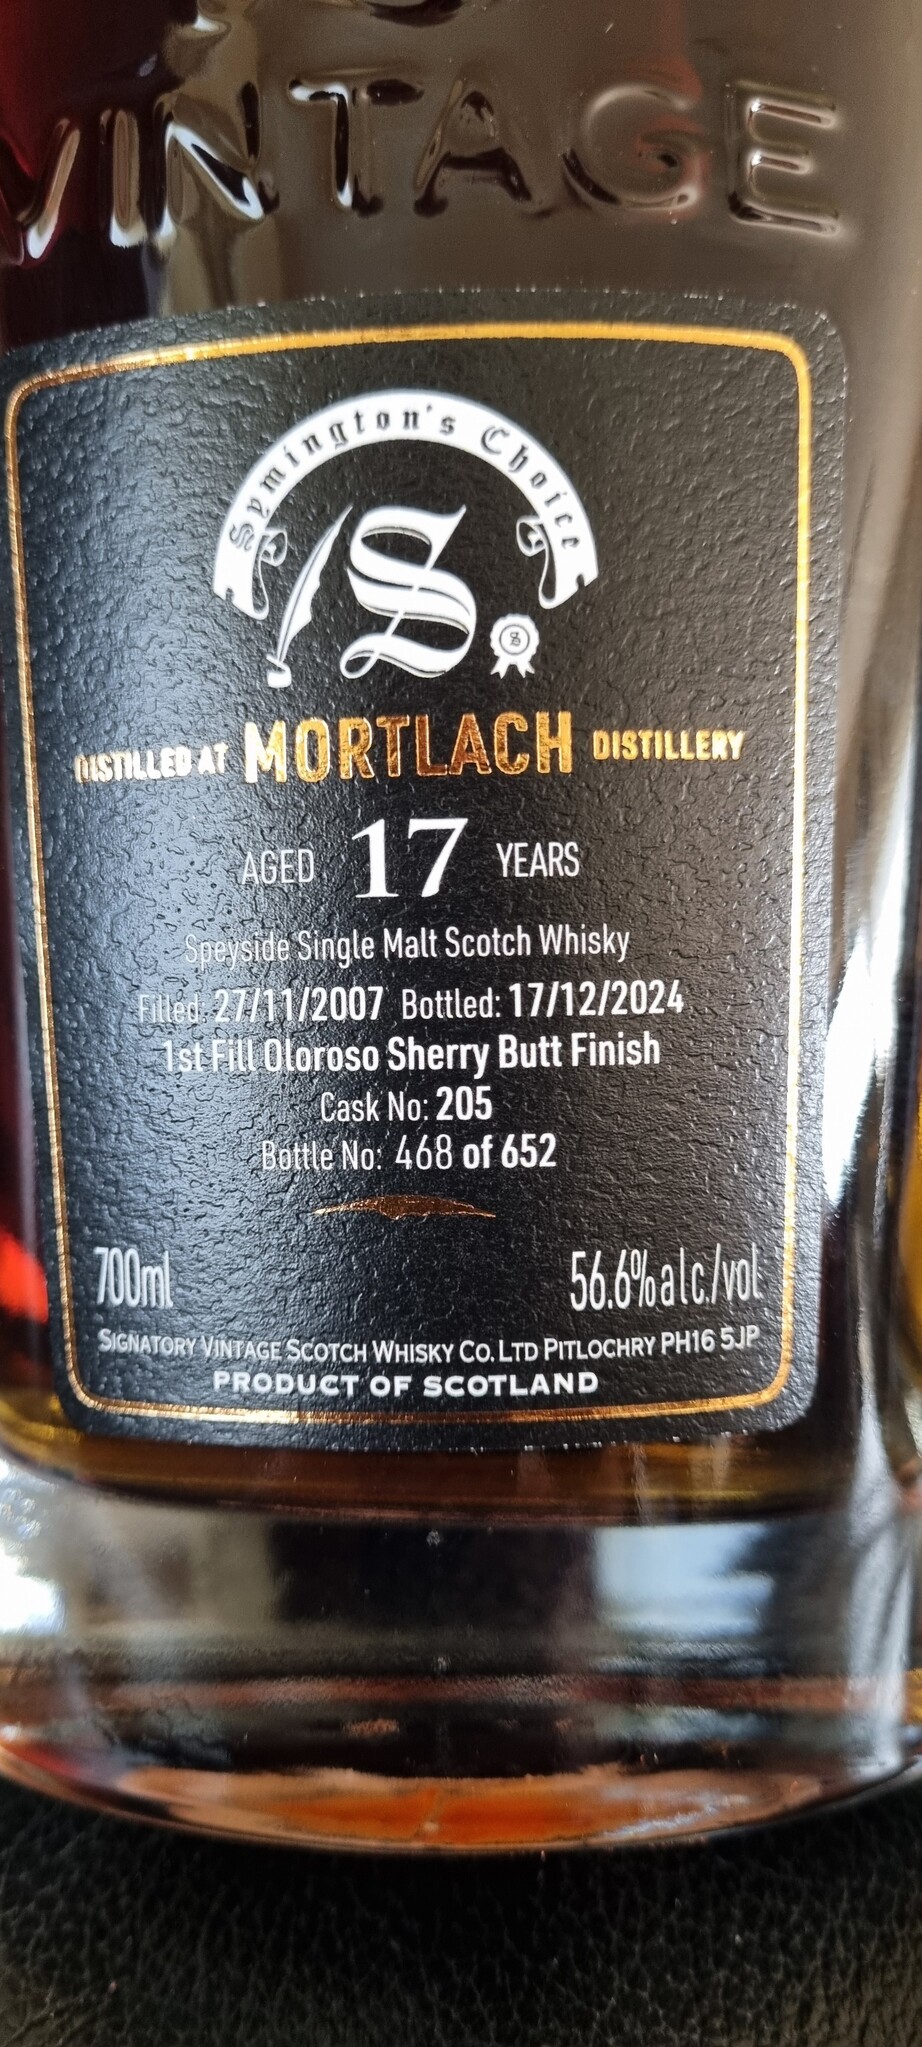 VINTAGE
Symington's Choice
S
S
DISTILLED AT MORTLACH DISTILLERY
AGED 17 YEARS
Speyside Single Malt Scotch Whisky
Filled: 27/11/2007 Bottled: 17/12/2024
1st Fill Oloroso Sherry Butt Finish
Cask No: 205
Bottle No: 468 of 652
700ml 56.6%alc./vol
SIGNATORY VINTAGE SCOTCH WHISKY CO. LTD PITLOCHRY PH16 5JP
PRODUCT OF SCOTLAND